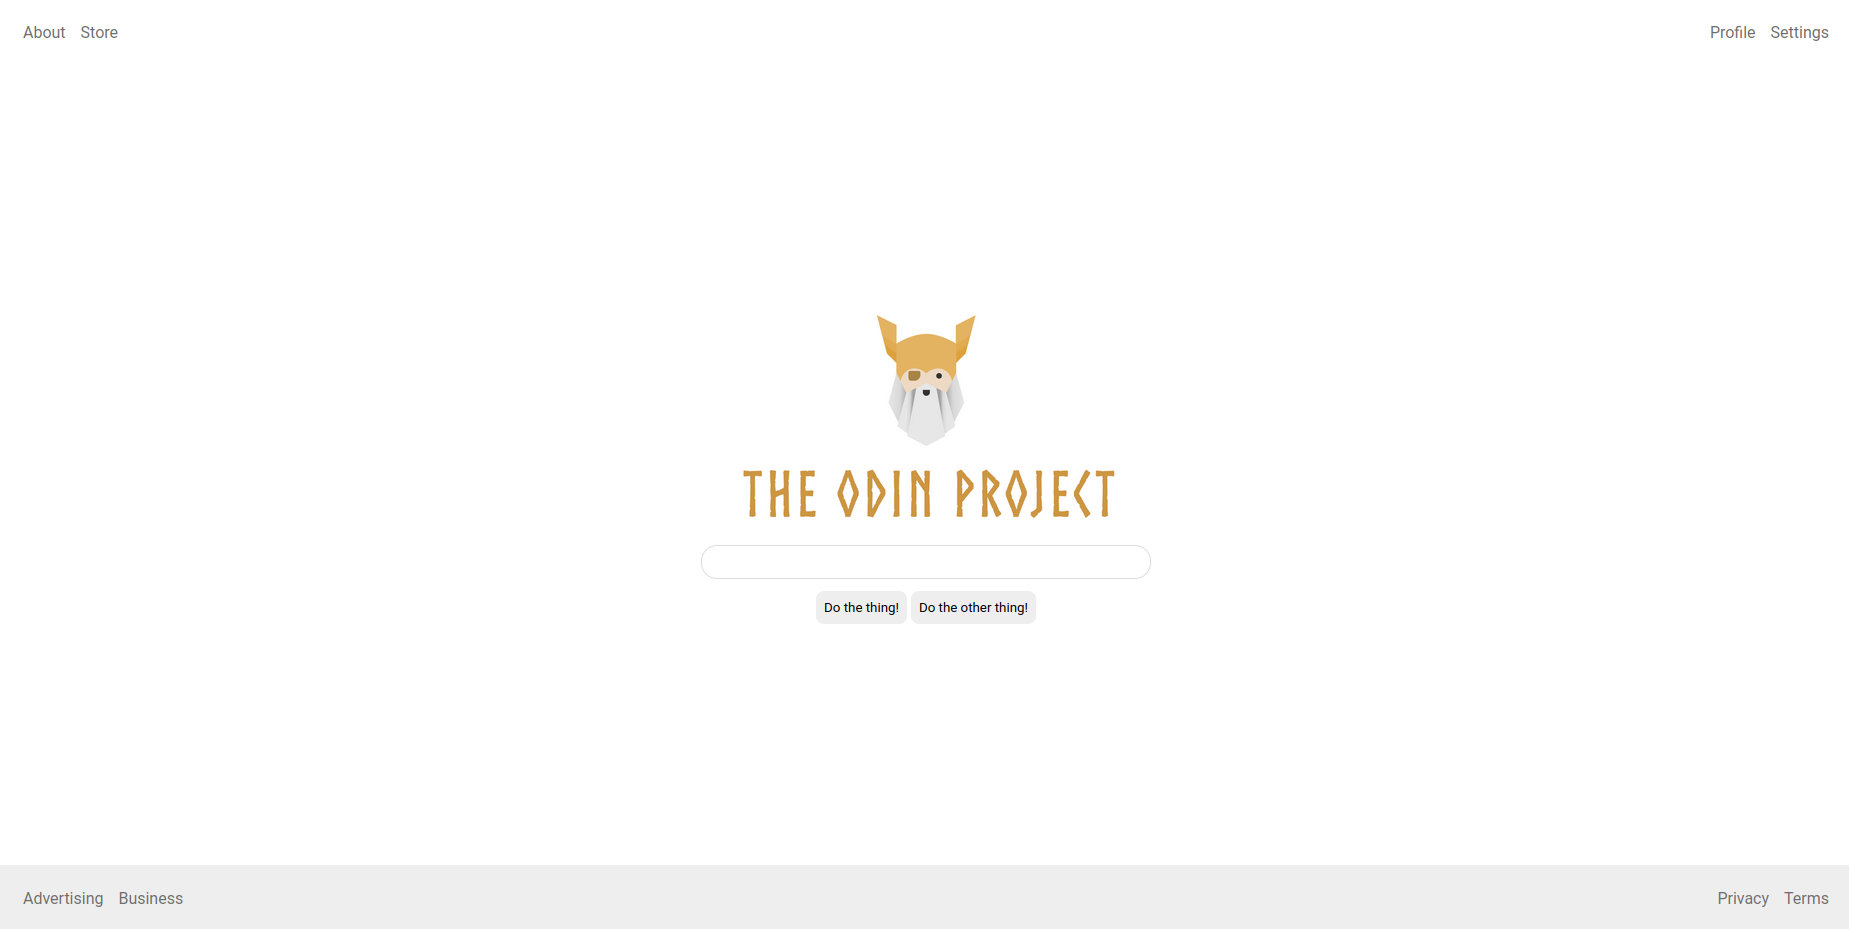 About Store Profile Settings
THE ODIN PROJECT
Do the thing! Do the other thing!
Advertising Business Privacy Terms